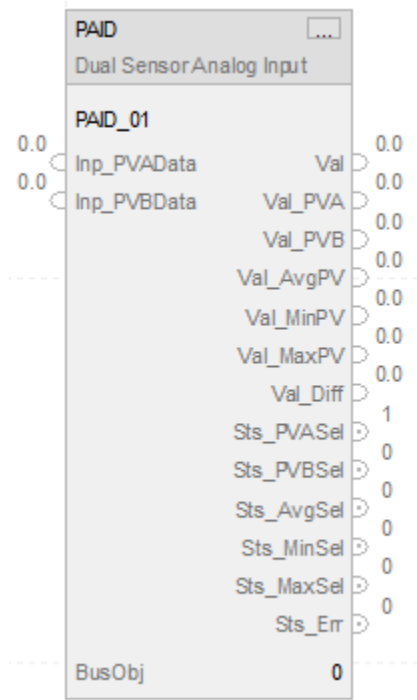 PAID ...
Dual Sensor Analog Input
PAID_01
0.0 Inp_PVAData Val 0.0
0.0 Inp_PVBData Val_PVA 0.0
Val_PVB 0.0
Val_AvgPV 0.0
Val_MinPV 0.0
Val_MaxPV 0.0
Val_Diff 0.0
Sts_PVASel 1
Sts_PVBSel 0
Sts_AvgSel 0
Sts_MinSel 0
Sts_MaxSel 0
Sts_Err 0
BusObj 0